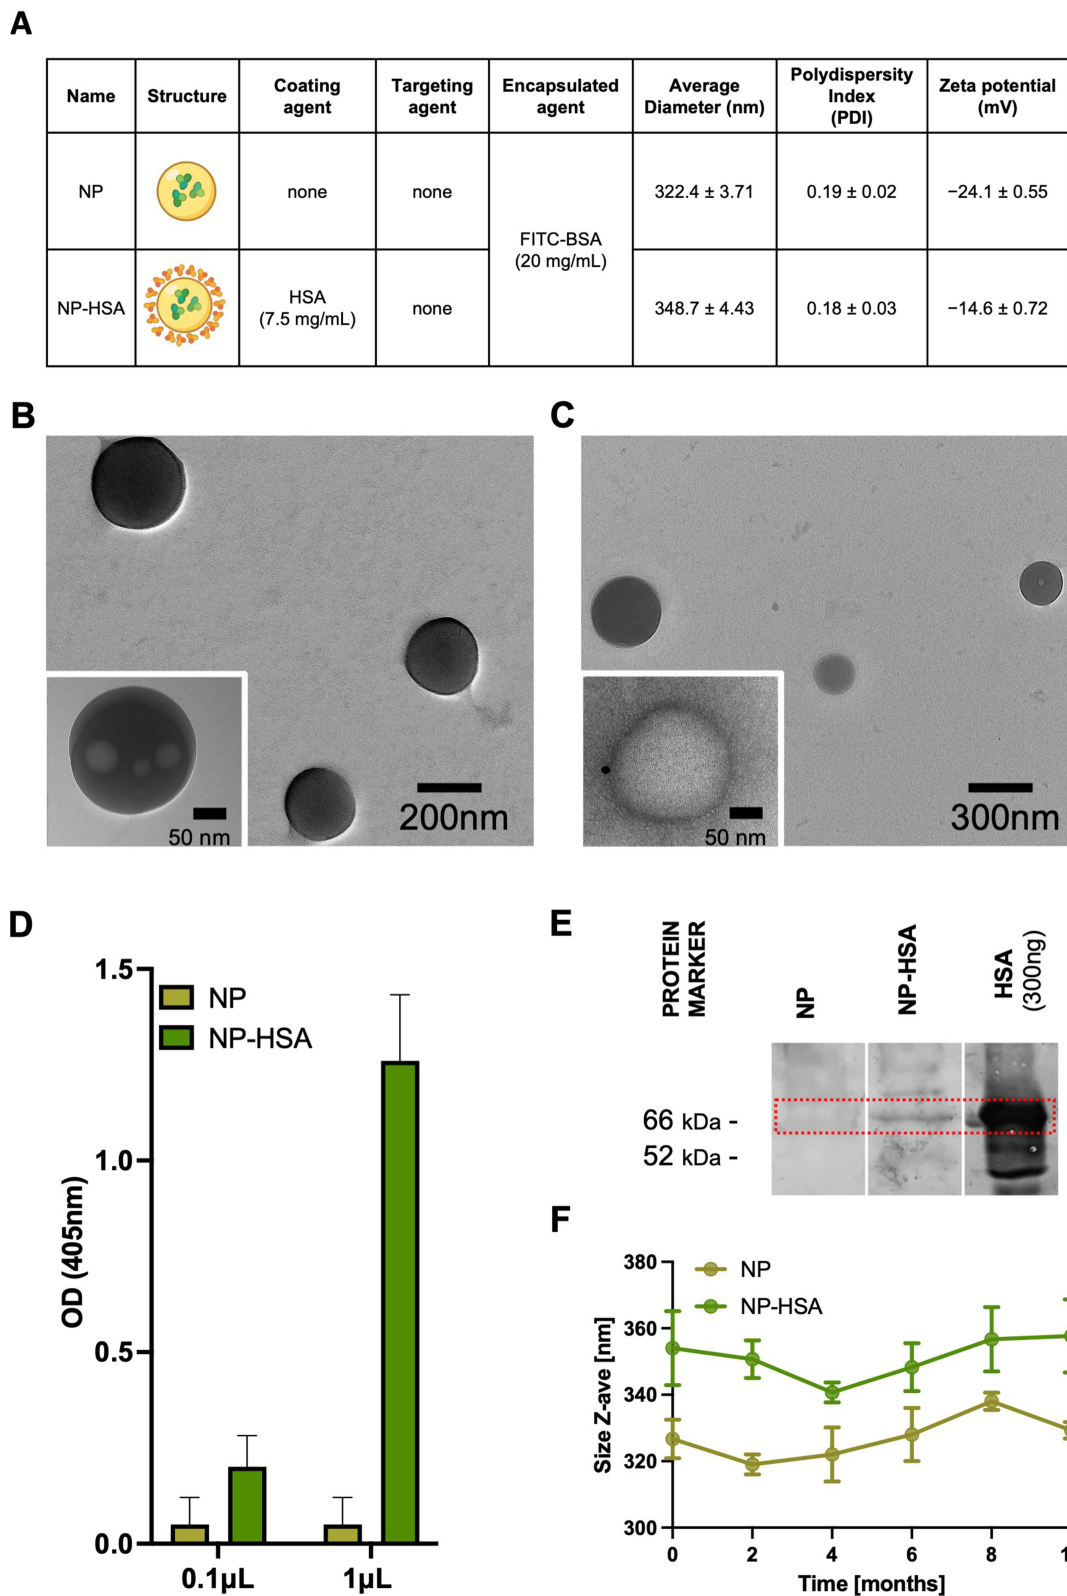 A
Name
Structure
Coating
agent
Targeting
agent
Encapsulated
agent
Average
Diameter (nm)
Polydispersity
Index
(PDI)
Zeta potential
(mV)
NP
none
none
FITC-BSA
(20 mg/mL)
322.4 ± 3.71
0.19 ± 0.02
−24.1 ± 0.55
NP-HSA
HSA
(7.5 mg/mL)
none
348.7 ± 4.43
0.18 ± 0.03
−14.6 ± 0.72
B
200nm
50 nm
C
300nm
50 nm
D
OD (405nm)
1.5
1.0
0.5
0.0
NP
NP-HSA
0.1µL
1µL
E
PROTEIN
MARKER
NP
NP-HSA
HSA
(300ng)
66 kDa -
52 kDa -
F
Size Z-ave [nm]
380
360
340
320
300
NP
NP-HSA
0 2 4 6 8
Time [months]